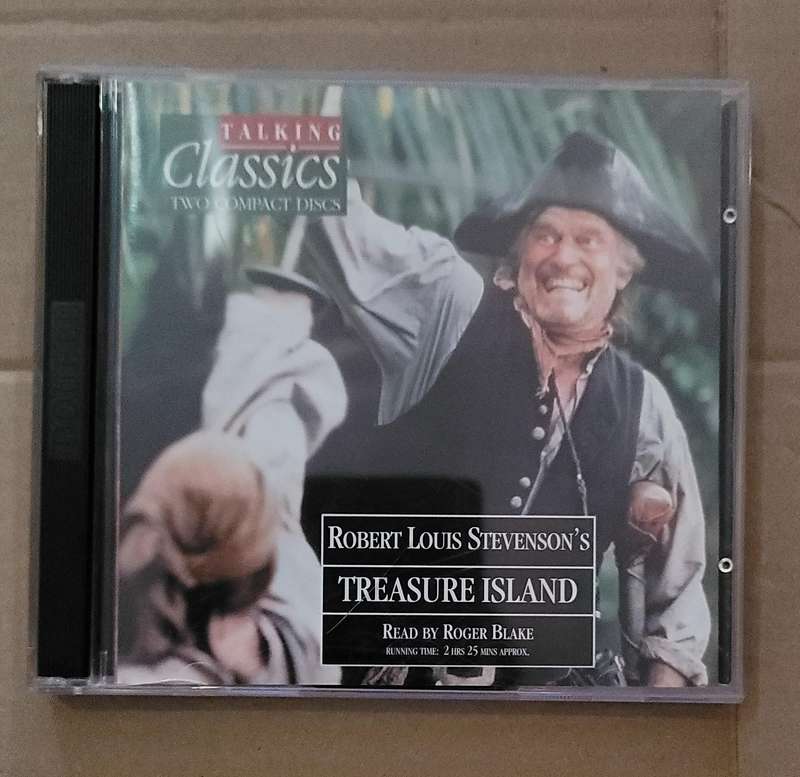 TALKING
Classics
TWO COMPACT DISCS
ROBERT LOUIS STEVENSON'S
TREASURE ISLAND
READ BY ROGER BLAKE
RUNNING TIME: 2 HRS 25 MINS APPROX.